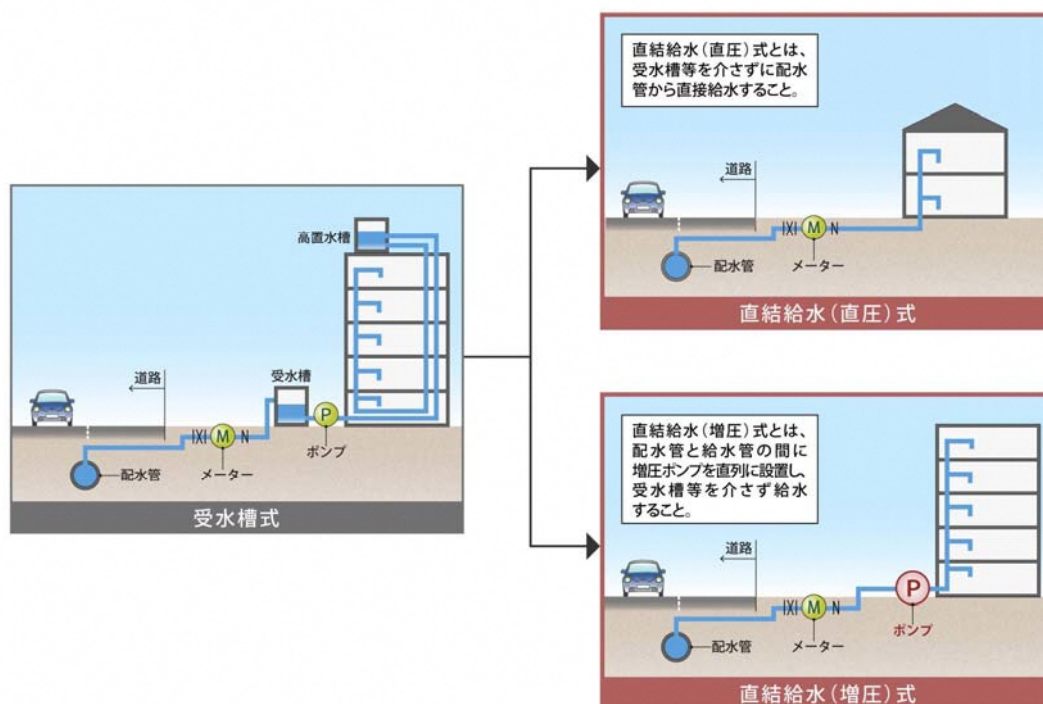 高置水槽
受水槽
道路
P
ポンプ
M
N
配水管
メーター
受水槽式
直結給水(直圧)式とは、
受水槽等を介さずに配水
管から直接給水すること。
道路
M
N
配水管
メーター
直結給水(直圧)式
直結給水(増圧)式とは、
配水管と給水管の間に
増圧ポンプを直列に設置し、
受水槽等を介さず給水
すること。
道路
P
M
N
ポンプ
配水管
メーター
直結給水(増圧)式